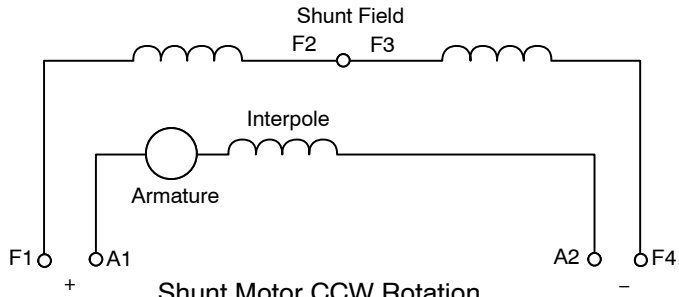 Shunt Field
F2 F3
Interpole
Armature
F1 A1 A2 F4
+ –
Shunt Motor CCW Rotation